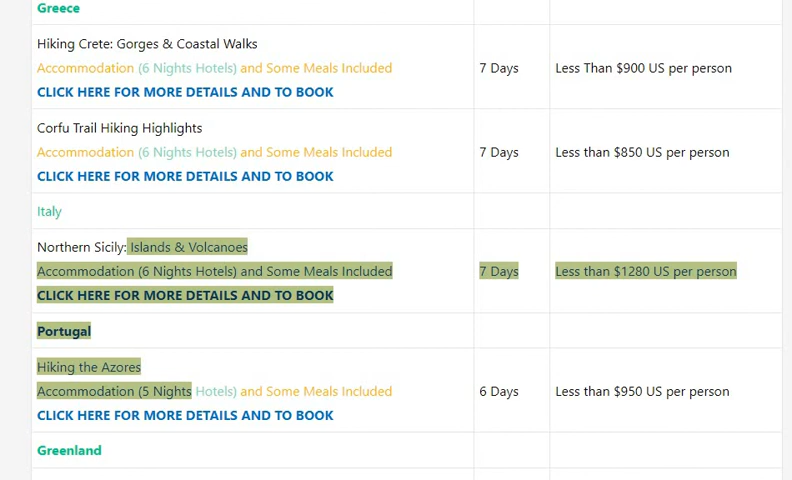 Greece
Hiking Crete: Gorges & Coastal Walks
Accommodation (6 Nights Hotels) and Some Meals Included
CLICK HERE FOR MORE DETAILS AND TO BOOK
7 Days
Less Than $900 US per person
Corfu Trail Hiking Highlights
Accommodation (6 Nights Hotels) and Some Meals Included
CLICK HERE FOR MORE DETAILS AND TO BOOK
7 Days
Less than $850 US per person
Italy
Northern Sicily: Islands & Volcanoes
Accommodation (6 Nights Hotels) and Some Meals Included
CLICK HERE FOR MORE DETAILS AND TO BOOK
7 Days
Less than $1280 US per person
Portugal
Hiking the Azores
Accommodation (5 Nights Hotels) and Some Meals Included
CLICK HERE FOR MORE DETAILS AND TO BOOK
6 Days
Less than $950 US per person
Greenland